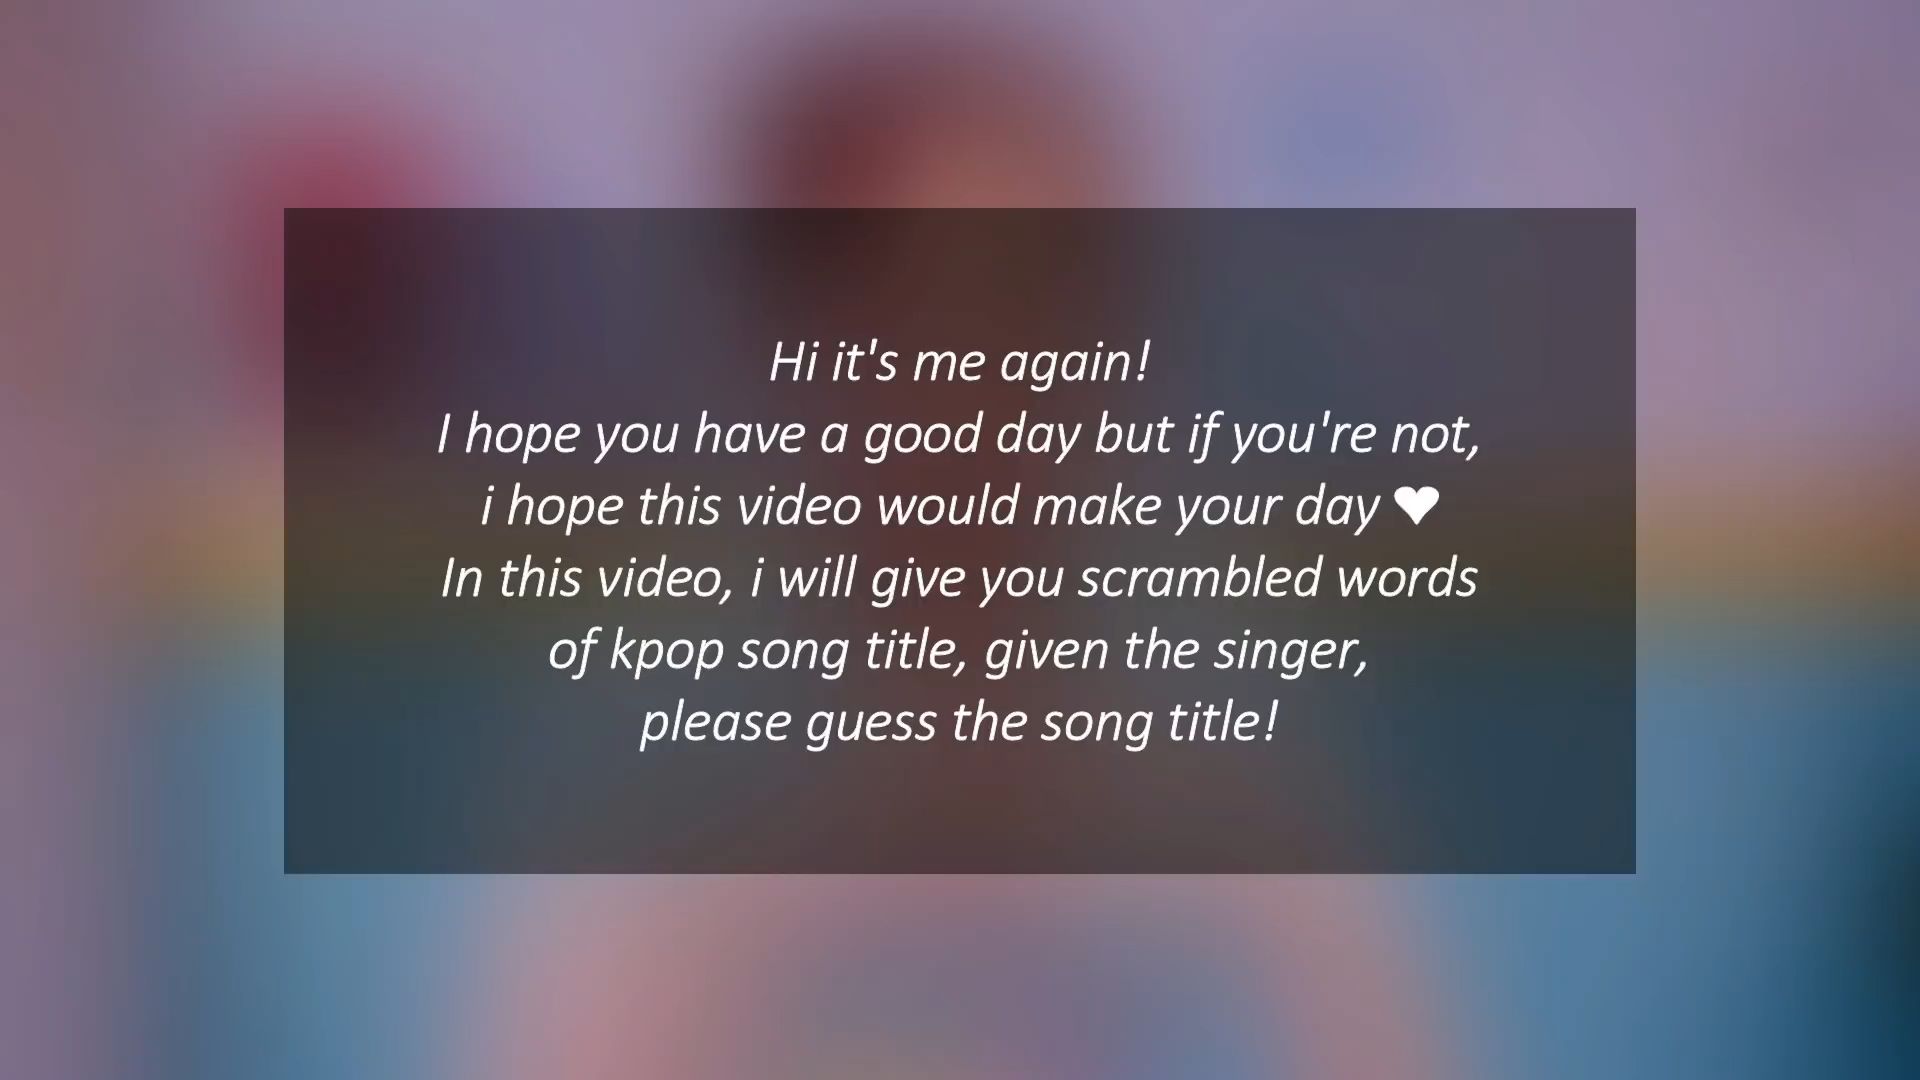 Hi it's me again!
I hope you have a good day but if you're not,
i hope this video would make your day ♥
In this video, i will give you scrambled words
of kpop song title, given the singer,
please guess the song title!